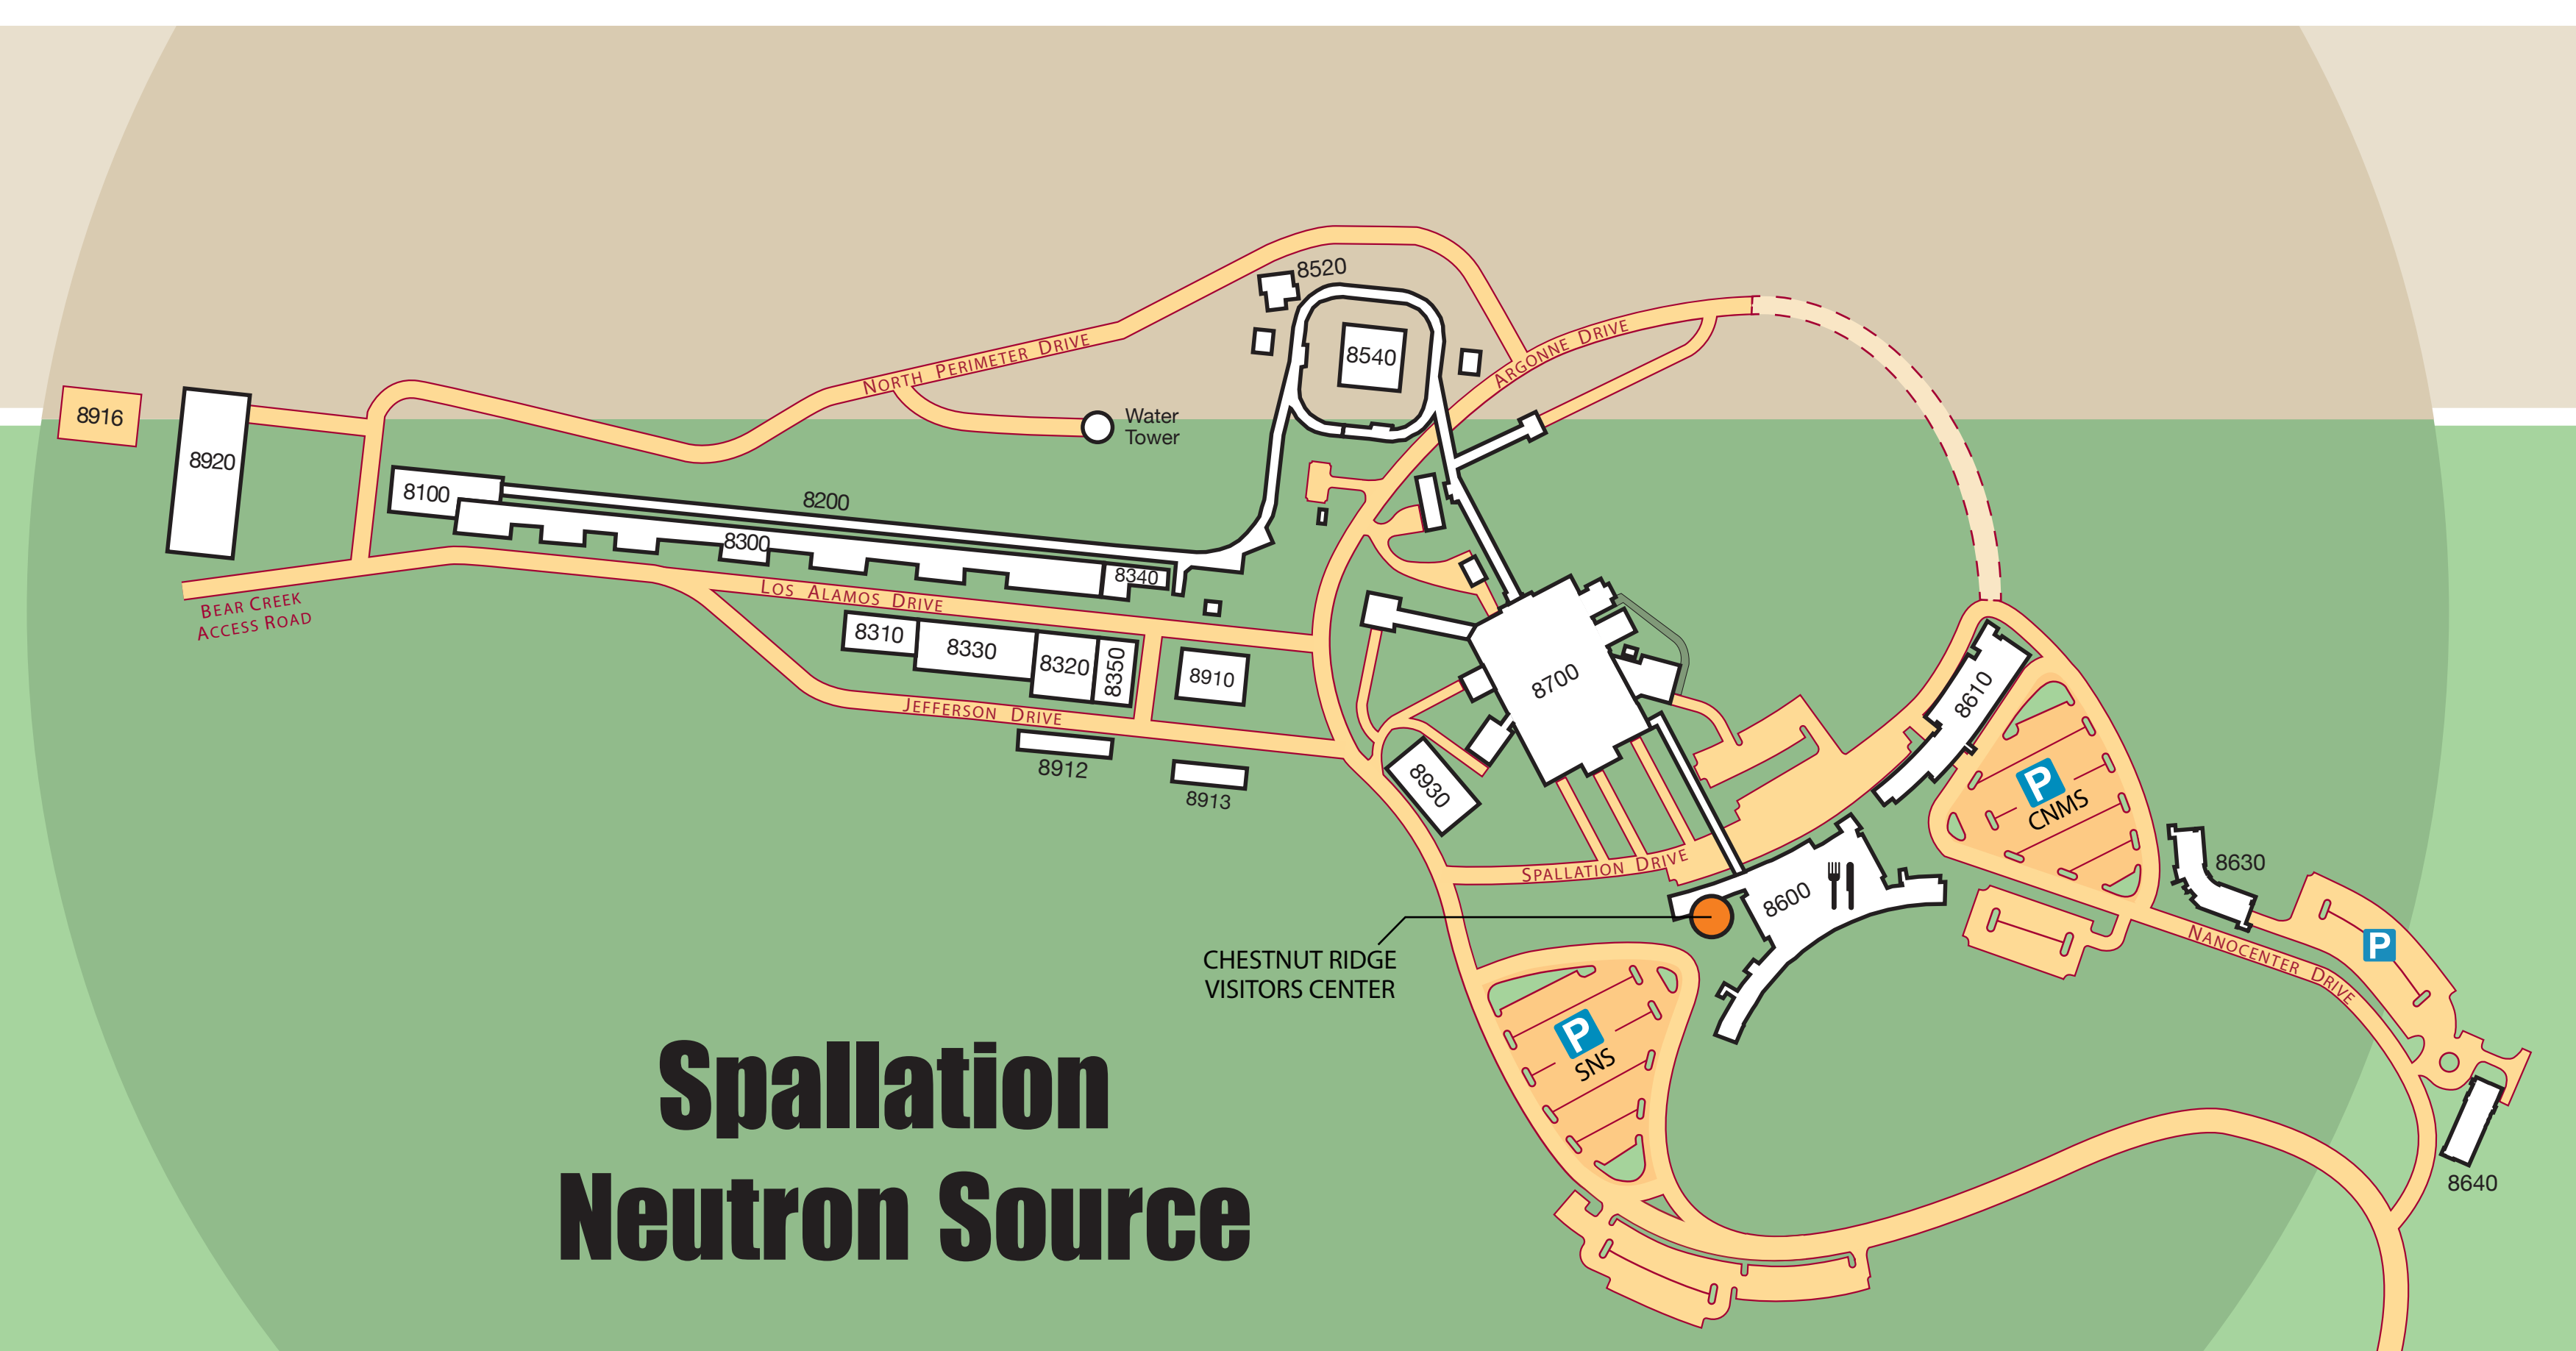 8520
8540
ARGONNE DRIVE
NORTH PERIMETER DRIVE
Water
Tower
8916
8920
8100
8200
8300
8340
LOS ALAMOS DRIVE
BEAR CREEK
ACCESS ROAD
8310
8330
8320
8350
8910
JEFFERSON DRIVE
8912
8913
8700
8930
8610
P
CNMS
SPALLATION DRIVE
8600
8630
P
NANOCENTER DRIVE
CHESTNUT RIDGE
VISITORS CENTER
P
SNS
8640
Spallation
Neutron Source